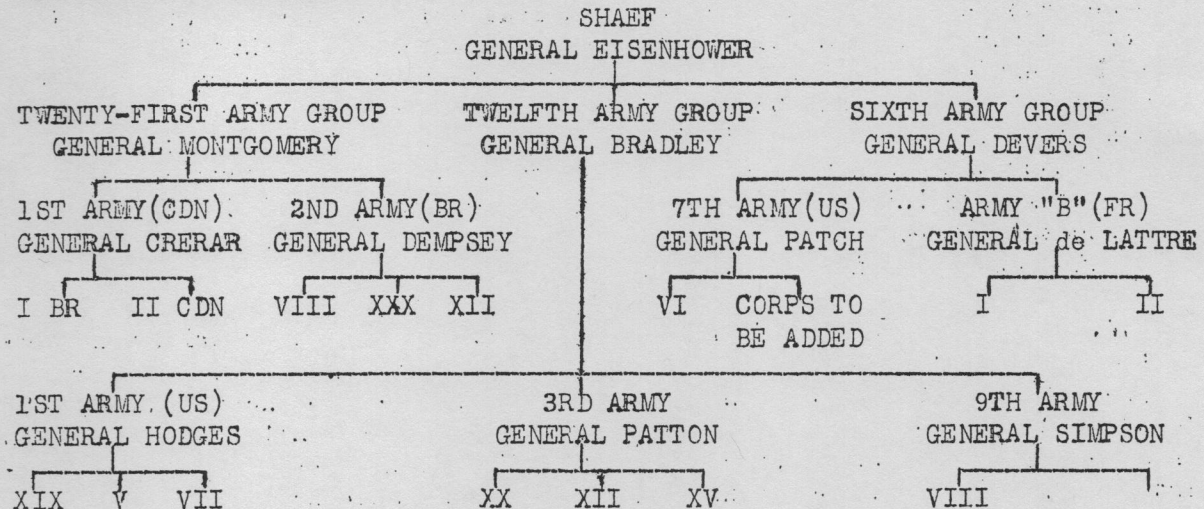 SHAEF
GENERAL EISENHOWER
TWENTY-FIRST ARMY GROUP TWELFTH ARMY GROUP SIXTH ARMY GROUP
GENERAL MONTGOMERY GENERAL BRADLEY GENERAL DEVERS
1ST ARMY(CDN) 2ND ARMY(BR) 7TH ARMY(US) ARMY "B"(FR)
GENERAL CRERAR GENERAL DEMPSEY GENERAL PATCH GENERAL de LATTRE
I BR II CDN VIII XXX XII VI CORPS TO I II
BE ADDED
1ST ARMY (US) 3RD ARMY 9TH ARMY
GENERAL HODGES GENERAL PATTON GENERAL SIMPSON
XIX V VII XX XII XV VIII